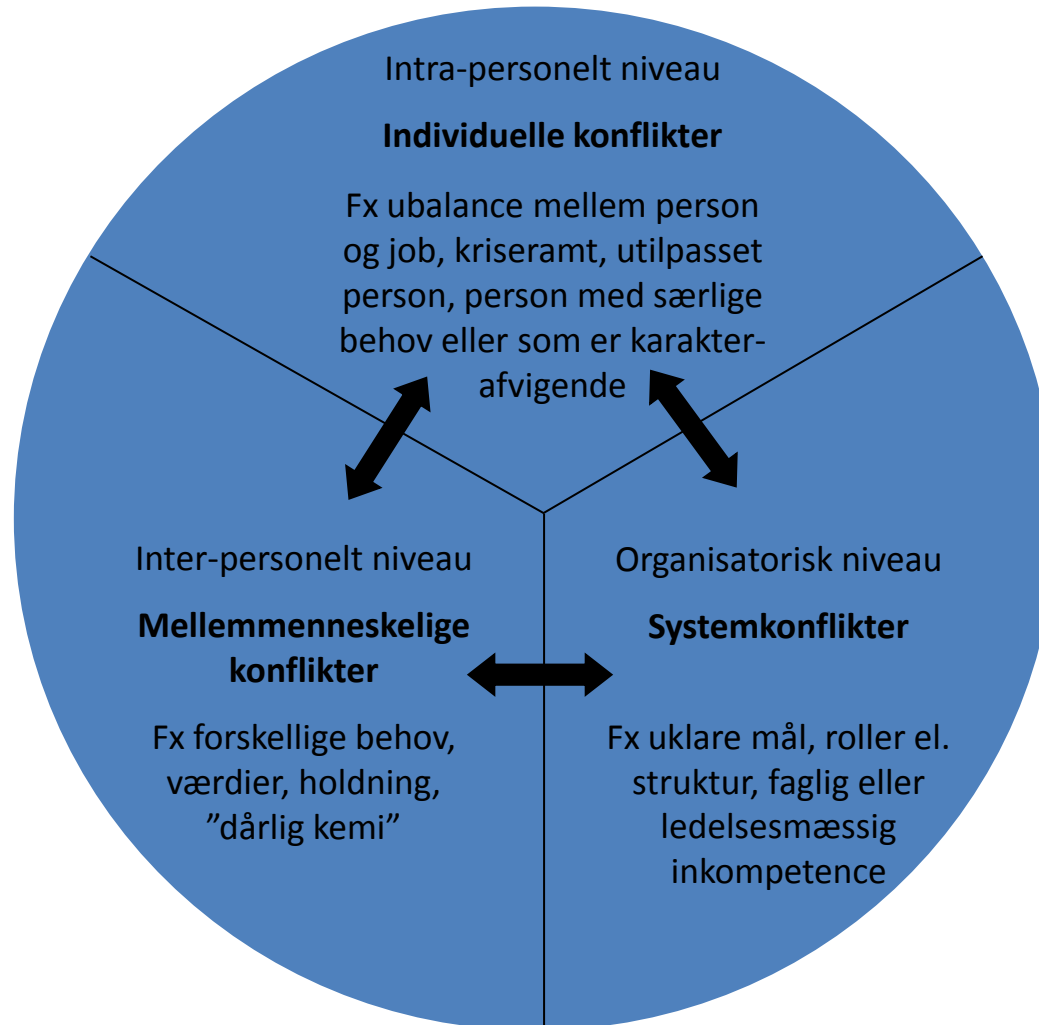 Intra-personelt niveau
Individuelle konflikter
Fx ubalance mellem person
og job, kriseramt, utilpasset
person, person med særlige
behov eller som er karakter-
afvigende
Inter-personelt niveau
Mellemmenneskelige
konflikter
Fx forskellige behov,
værdier, holdning,
”dårlig kemi”
Organisatorisk niveau
Systemkonflikter
Fx uklare mål, roller el.
struktur, faglig eller
ledelsesmæssig
inkompetence